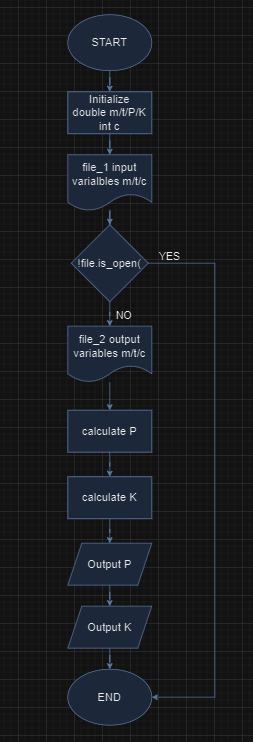 START
Initialize
double m/t/P/K
int c
file_1 input
varialbles m/t/c
!file.is_open(
YES
NO
file_2 output
variables m/t/c
calculate P
calculate K
Output P
Output K
END